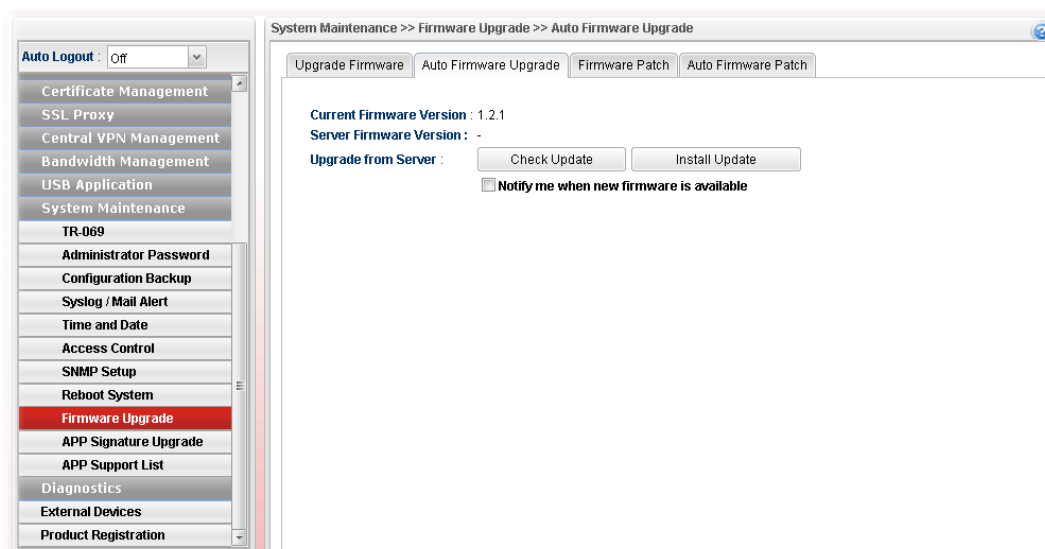 System Maintenance >> Firmware Upgrade >> Auto Firmware Upgrade
Auto Logout : Off
Certificate Management
SSL Proxy
Central VPN Management
Bandwidth Management
USB Application
System Maintenance
TR-069
Administrator Password
Configuration Backup
Syslog / Mail Alert
Time and Date
Access Control
SNMP Setup
Reboot System
Firmware Upgrade
APP Signature Upgrade
APP Support List
Diagnostics
External Devices
Product Registration
Upgrade Firmware Auto Firmware Upgrade Firmware Patch Auto Firmware Patch
Current Firmware Version : 1.2.1
Server Firmware Version : -
Upgrade from Server : Check Update Install Update
Notify me when new firmware is available